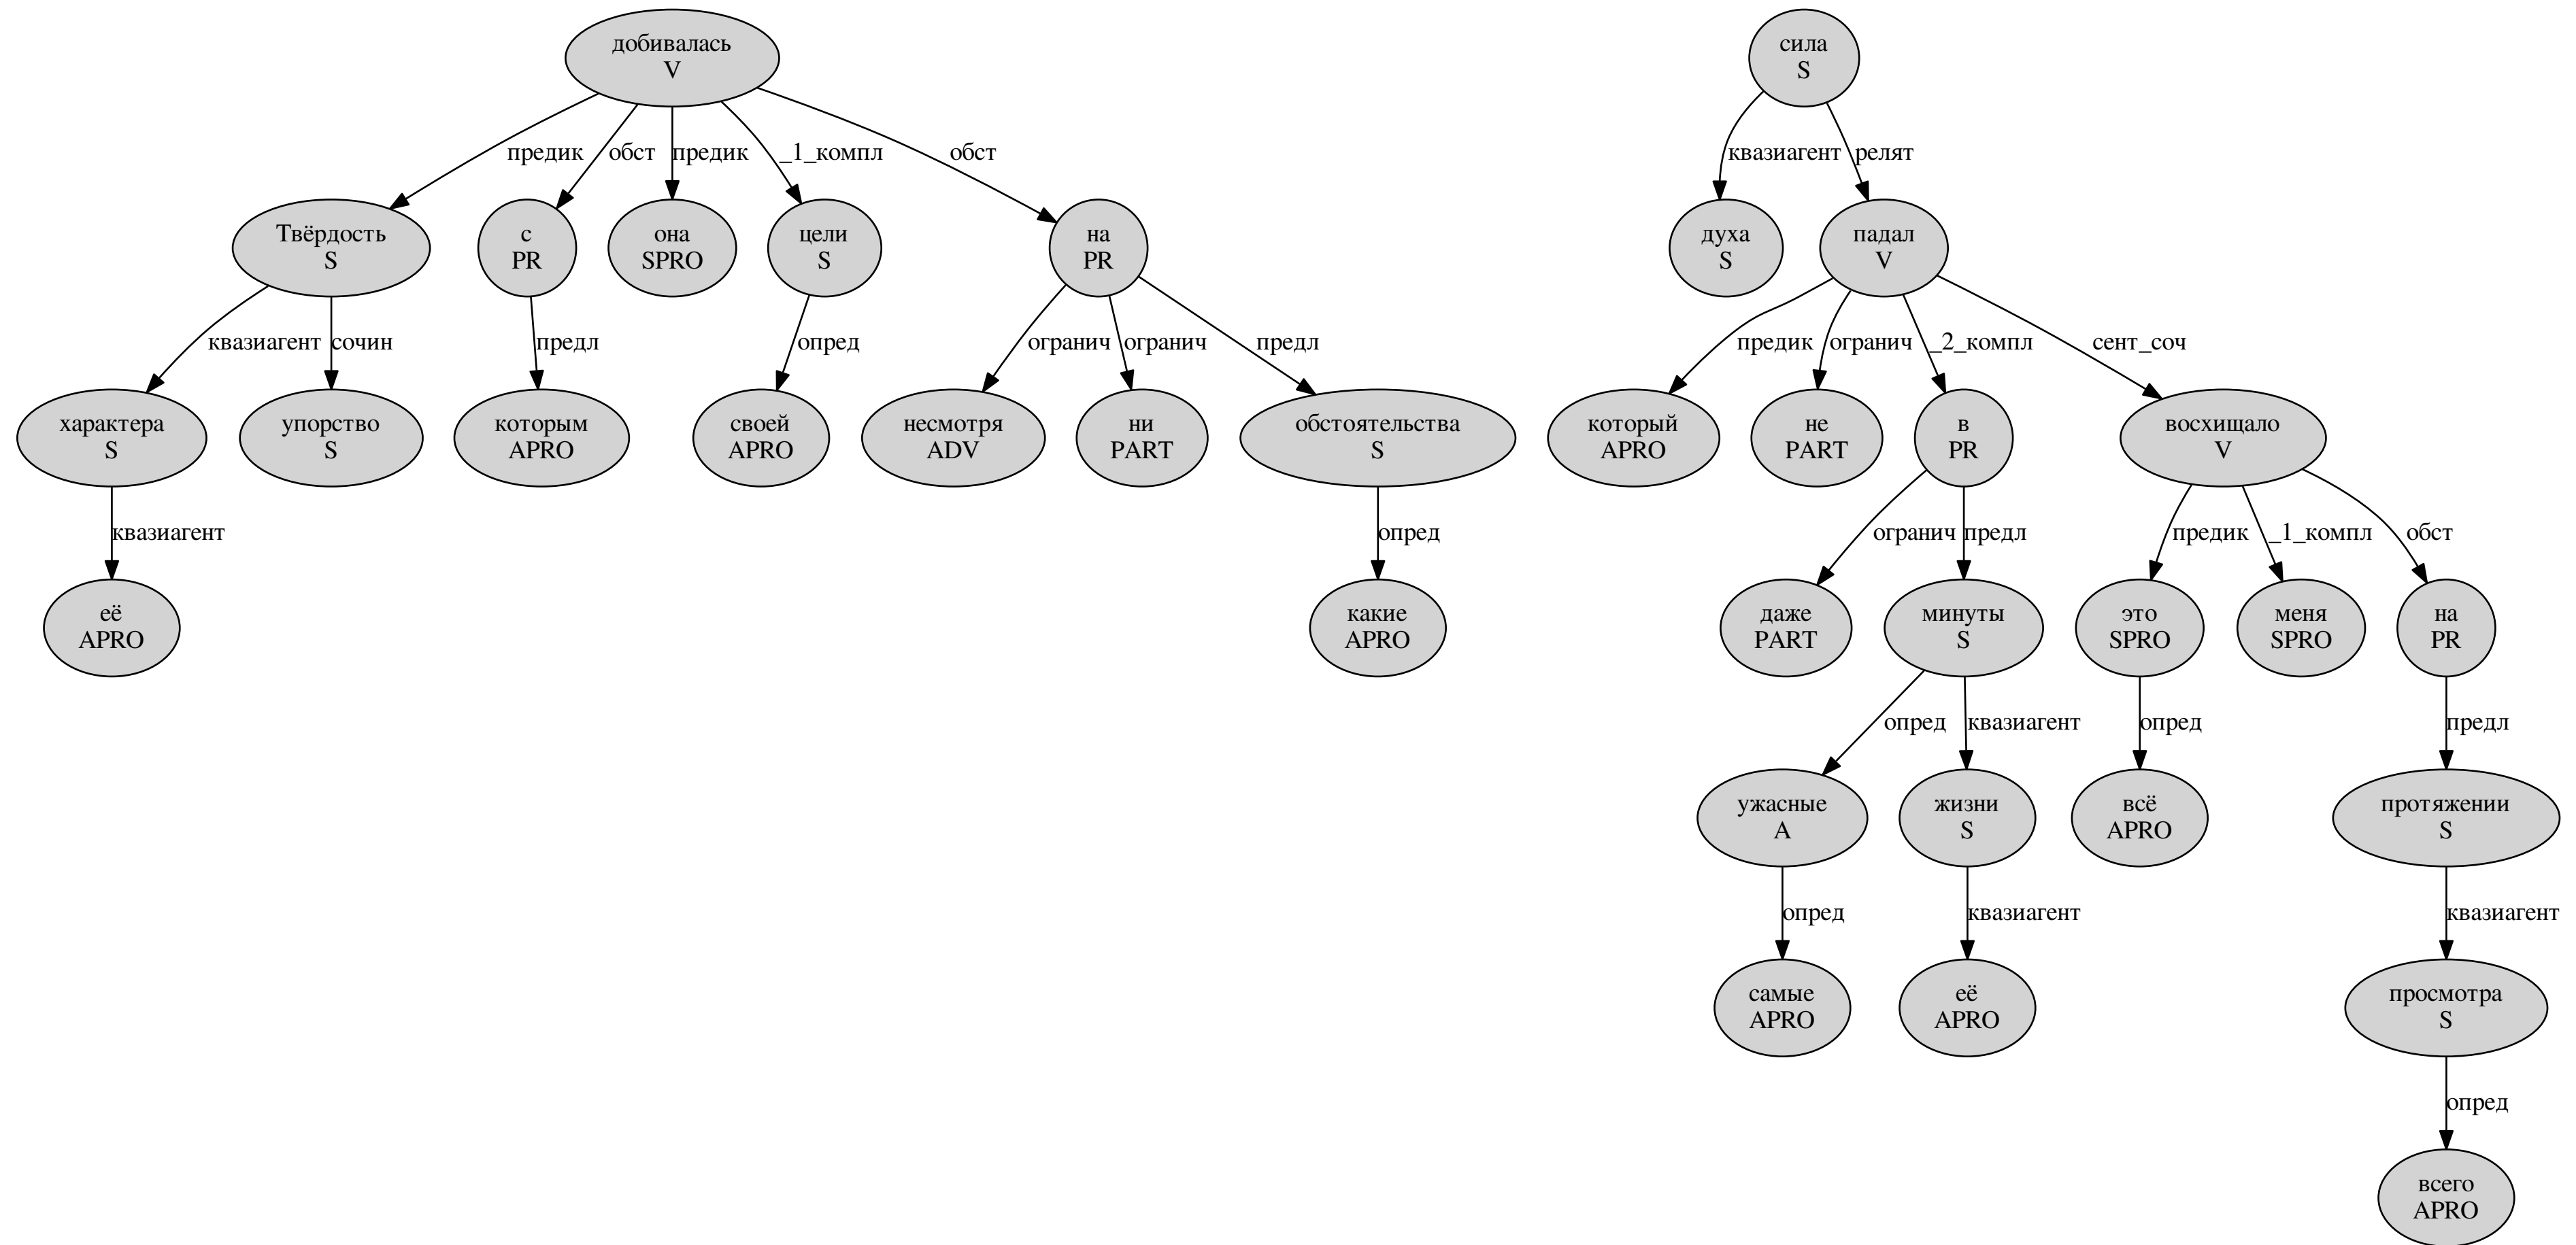 добивалась
V
сила
S
предик
обст
предик
_1_компл
обст
квазиагент
релят
Твёрдость
S
с
PR
она
SPRO
цели
S
на
PR
духа
S
падал
V
квазиагент
сочин
предл
опред
огранич
огранич
предл
предик
огранич
_2_компл
сент_соч
характера
S
упорство
S
которым
APRO
своей
APRO
несмотря
ADV
ни
PART
обстоятельства
S
который
APRO
не
PART
в
PR
восхищало
V
квазиагент
опред
огранич
предл
предик
_1_компл
обст
её
APRO
какие
APRO
даже
PART
минуты
S
это
SPRO
меня
SPRO
на
PR
опред
квазиагент
опред
предл
ужасные
A
жизни
S
всё
APRO
протяжении
S
опред
квазиагент
квазиагент
самые
APRO
её
APRO
просмотра
S
опред
всего
APRO